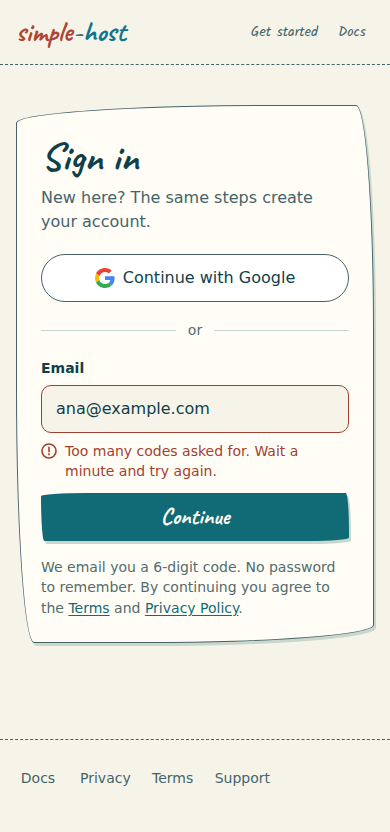 simple-host
Get started
Docs
Sign in
New here? The same steps create
your account.
Continue with Google
or
Email
ana@example.com
Too many codes asked for. Wait a
minute and try again.
Continue
We email you a 6-digit code. No password
to remember. By continuing you agree to
the Terms and Privacy Policy.
Docs
Privacy
Terms
Support